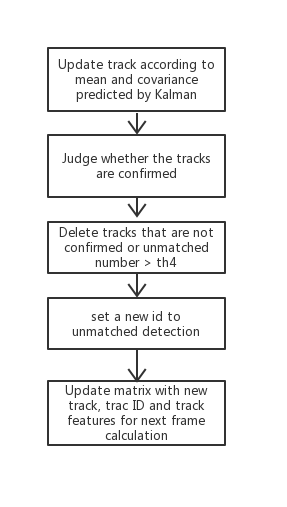 Update track according to
mean and covariance
predicted by Kalman
Judge whether the tracks
are confirmed
Delete tracks that are not
confirmed or unmatched
number > th4
set a new id to
unmatched detection
Update matrix with new
track, trac ID and track
features for next frame
calculation